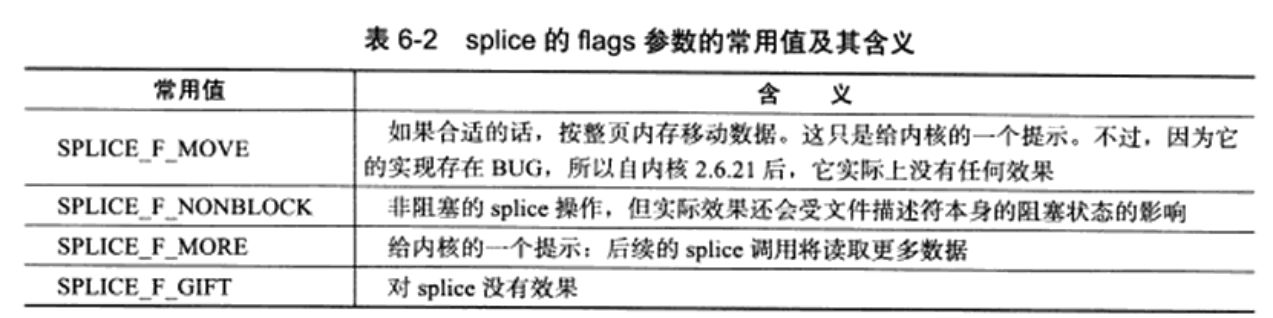 表 6-2 splice 的 flags 参数的常用值及其含义
常用值 含 义
SPLICE_F_MOVE 如果合适的话，按整页内存移动数据。这只是给内核的一个提示。不过，因为它
的实现存在 BUG，所以自内核 2.6.21 后，它实际上没有任何效果
SPLICE_F_NONBLOCK 非阻塞的 splice 操作，但实际效果还会受文件描述符本身的阻塞状态的影响
SPLICE_F_MORE 给内核的一个提示：后续的 splice 调用将读取更多数据
SPLICE_F_GIFT 对 splice 没有效果